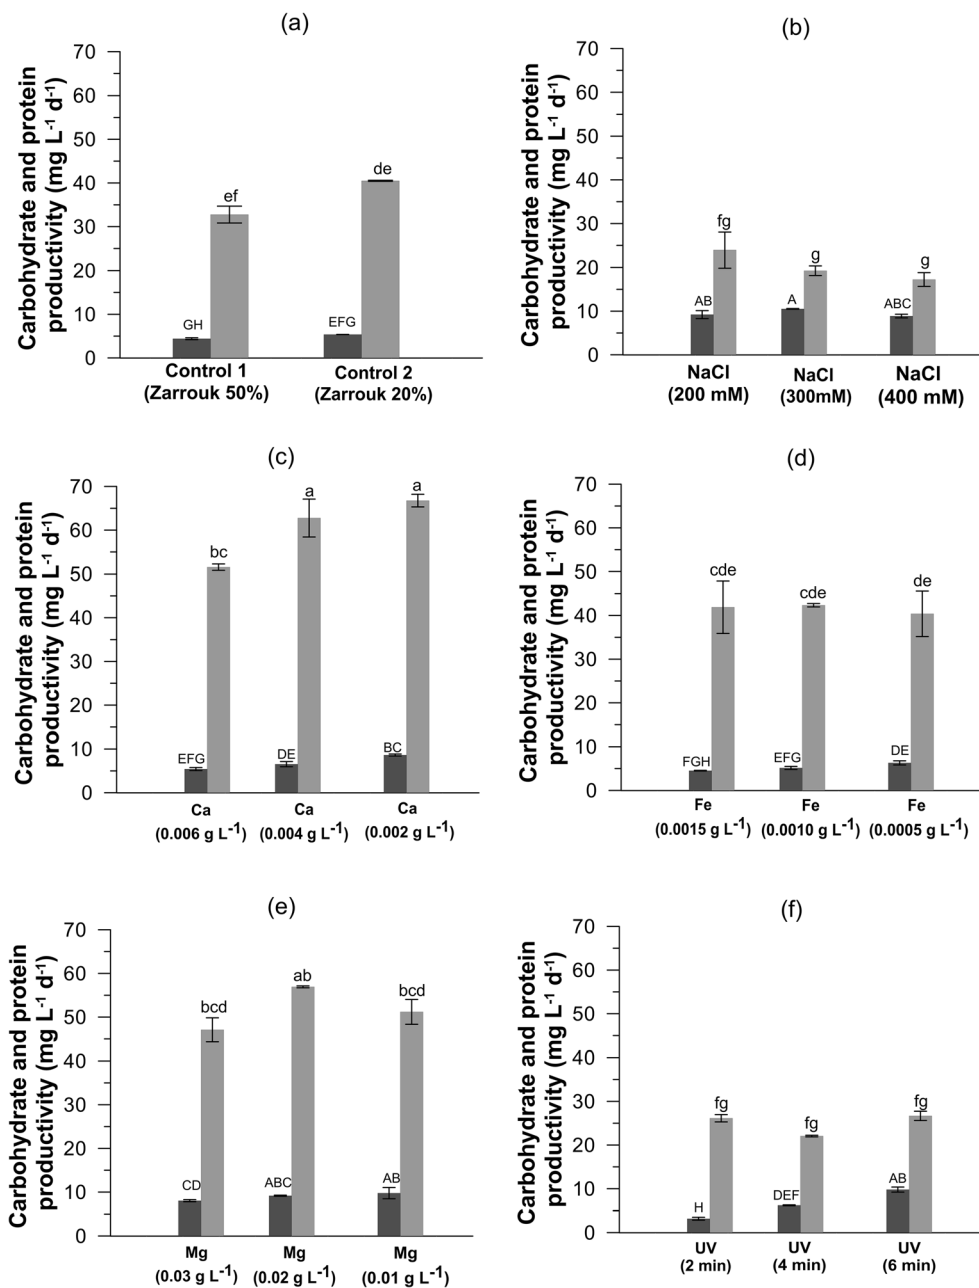 (a)
Carbohydrate and protein
productivity (mg L⁻¹ d⁻¹)
70
60
50
40
30
20
10
0
GH
ef
EFG
de
Control 1
(Zarrouk 50%)
Control 2
(Zarrouk 20%)
(b)
Carbohydrate and protein
productivity (mg L⁻¹ d⁻¹)
70
60
50
40
30
20
10
0
AB
fg
A
g
ABC
g
NaCl
(200 mM)
NaCl
(300mM)
NaCl
(400 mM)
(c)
Carbohydrate and protein
productivity (mg L⁻¹ d⁻¹)
70
60
50
40
30
20
10
0
EFG
bc
DE
a
BC
a
Ca
(0.006 g L⁻¹)
Ca
(0.004 g L⁻¹)
Ca
(0.002 g L⁻¹)
(d)
Carbohydrate and protein
productivity (mg L⁻¹ d⁻¹)
70
60
50
40
30
20
10
0
FGH
cde
EFG
cde
DE
de
Fe
(0.0015 g L⁻¹)
Fe
(0.0010 g L⁻¹)
Fe
(0.0005 g L⁻¹)
(e)
Carbohydrate and protein
productivity (mg L⁻¹ d⁻¹)
70
60
50
40
30
20
10
0
CD
bcd
ABC
ab
AB
bcd
Mg
(0.03 g L⁻¹)
Mg
(0.02 g L⁻¹)
Mg
(0.01 g L⁻¹)
(f)
Carbohydrate and protein
productivity (mg L⁻¹ d⁻¹)
70
60
50
40
30
20
10
0
H
fg
DEF
fg
AB
fg
UV
(2 min)
UV
(4 min)
UV
(6 min)